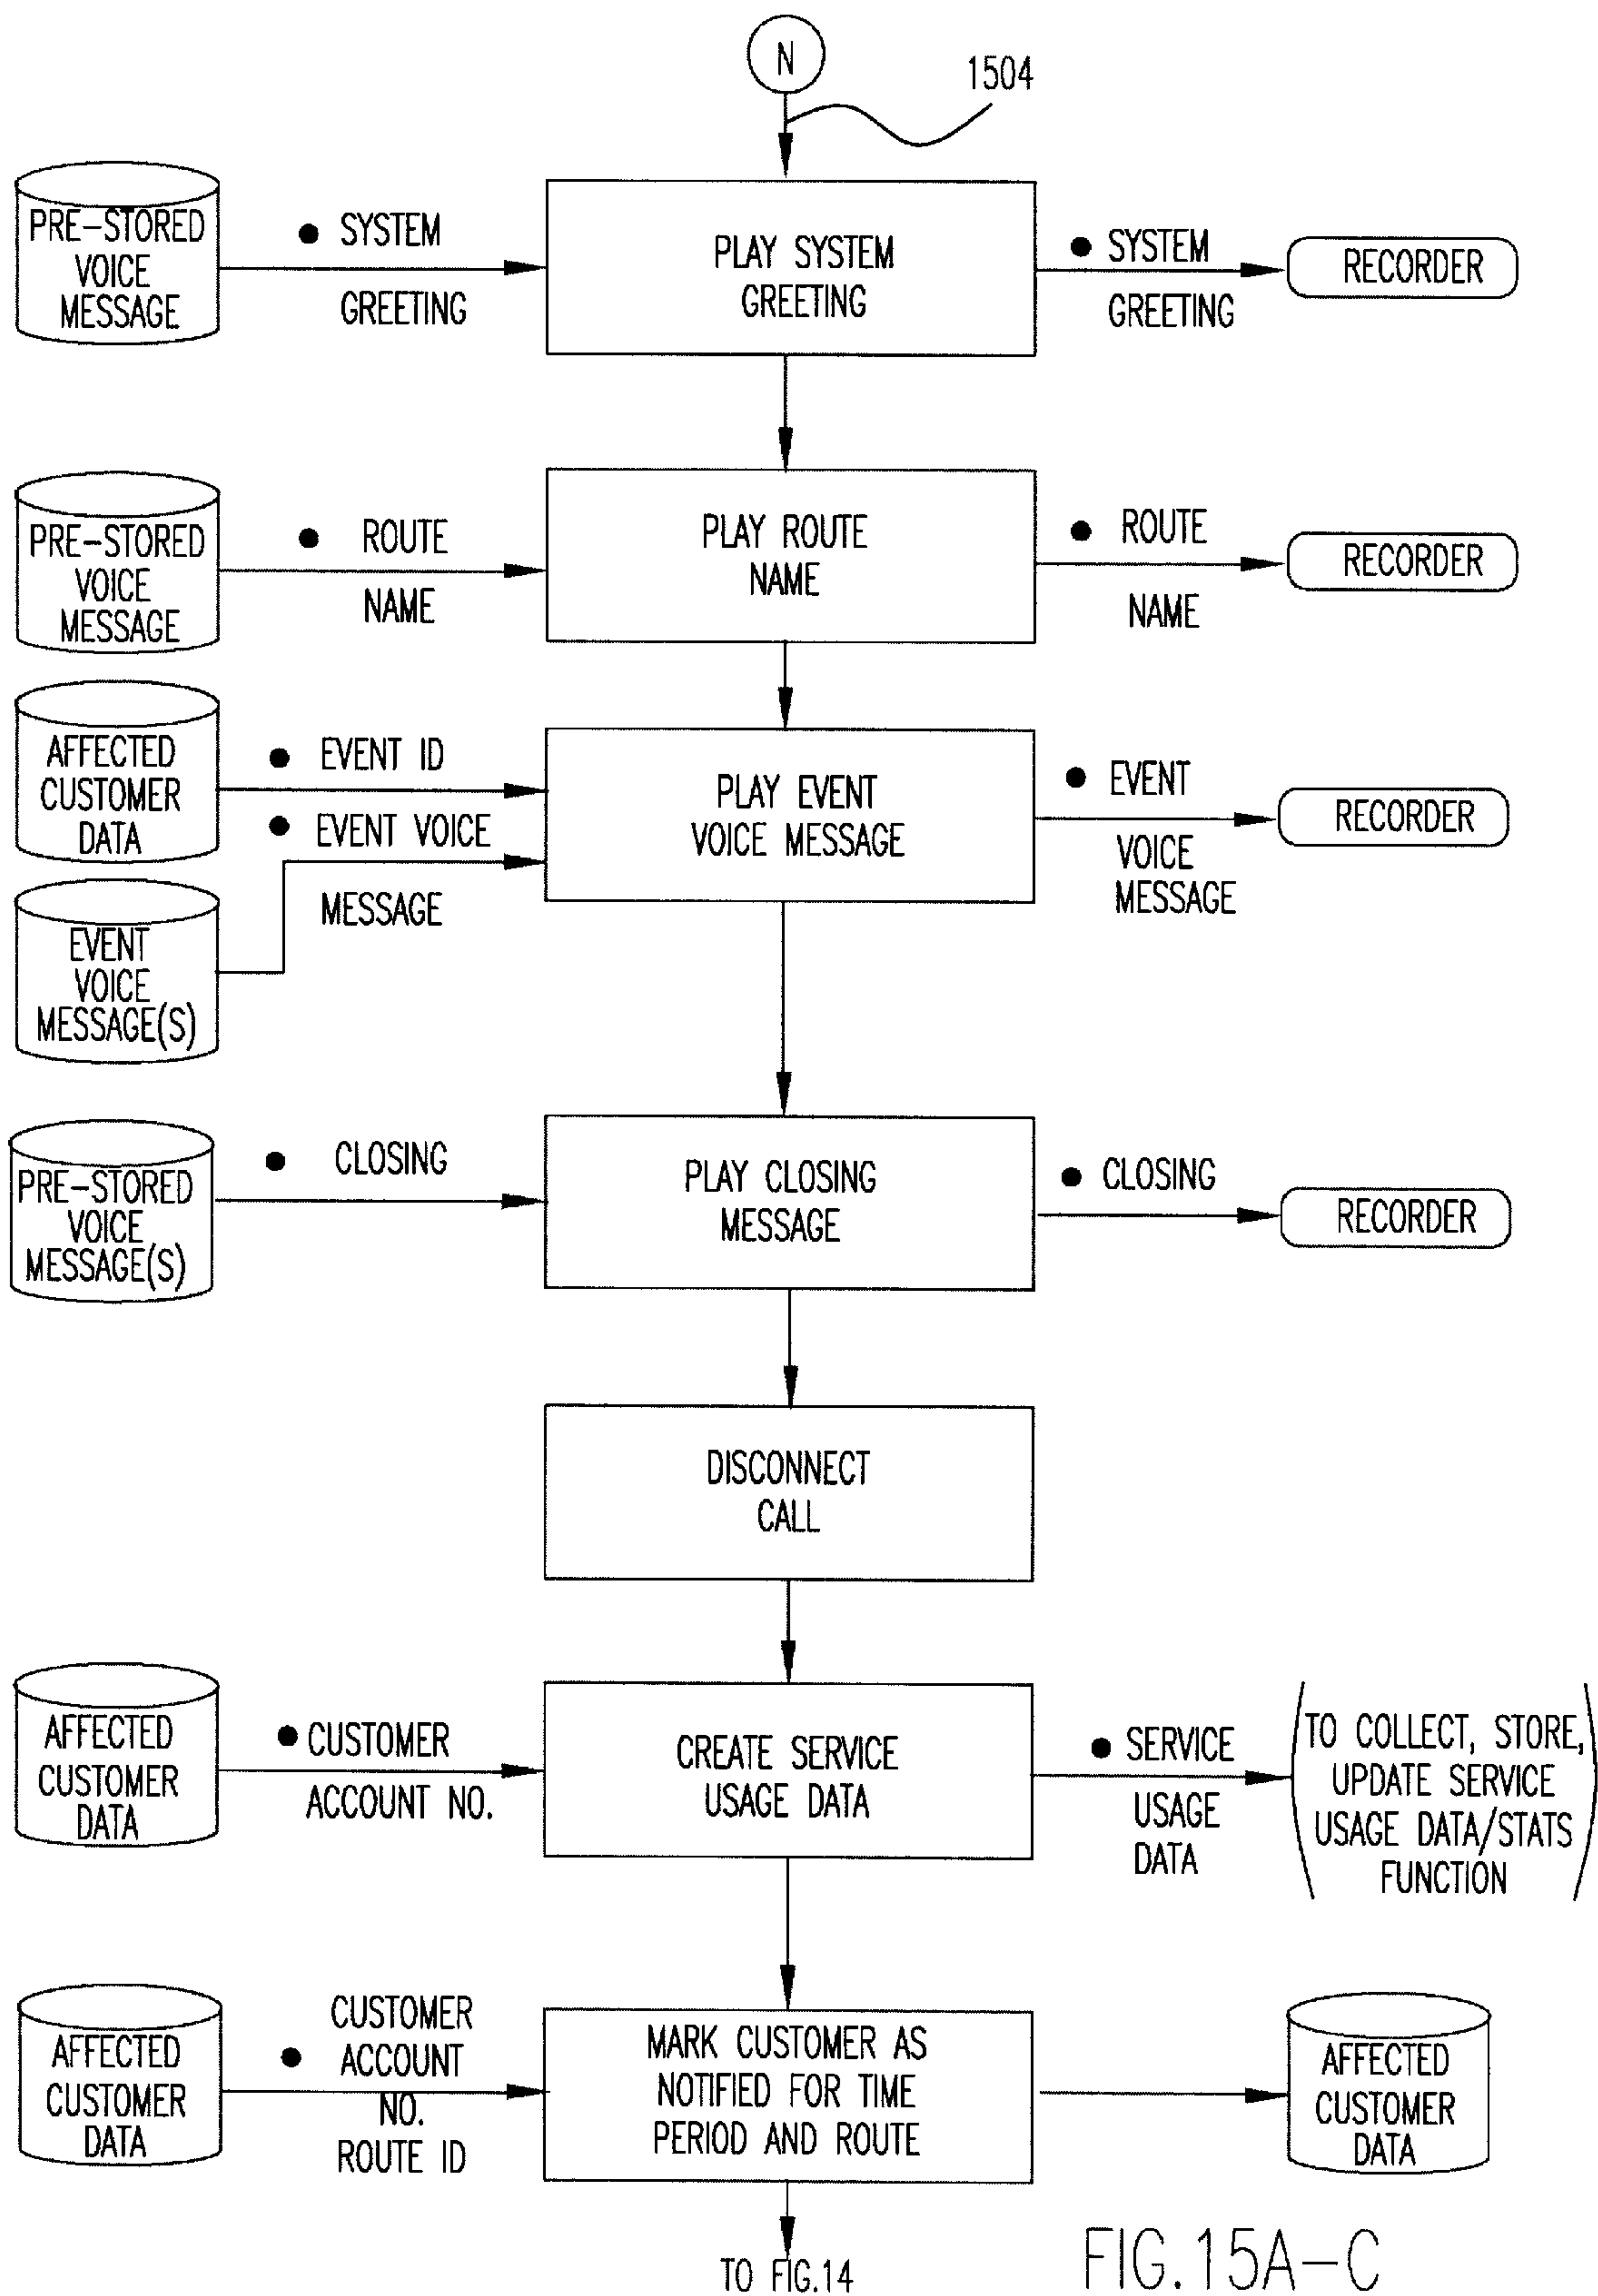 N
1504
PRE-STORED
VOICE
MESSAGE
● SYSTEM
GREETING
PLAY SYSTEM
GREETING
● SYSTEM
GREETING
RECORDER
PRE-STORED
VOICE
MESSAGE
● ROUTE
NAME
PLAY ROUTE
NAME
● ROUTE
NAME
RECORDER
AFFECTED
CUSTOMER
DATA
● EVENT ID
● EVENT VOICE
MESSAGE
EVENT
VOICE
MESSAGE(S)
PLAY EVENT
VOICE MESSAGE
● EVENT
VOICE
MESSAGE
RECORDER
PRE-STORED
VOICE
MESSAGE(S)
● CLOSING
PLAY CLOSING
MESSAGE
● CLOSING
RECORDER
DISCONNECT
CALL
AFFECTED
CUSTOMER
DATA
● CUSTOMER
ACCOUNT NO.
CREATE SERVICE
USAGE DATA
● SERVICE
USAGE
DATA
TO COLLECT, STORE,
UPDATE SERVICE
USAGE DATA/STATS
FUNCTION
AFFECTED
CUSTOMER
DATA
CUSTOMER
● ACCOUNT
NO.
ROUTE ID
MARK CUSTOMER AS
NOTIFIED FOR TIME
PERIOD AND ROUTE
AFFECTED
CUSTOMER
DATA
TO FIG.14
FIG.15A-C